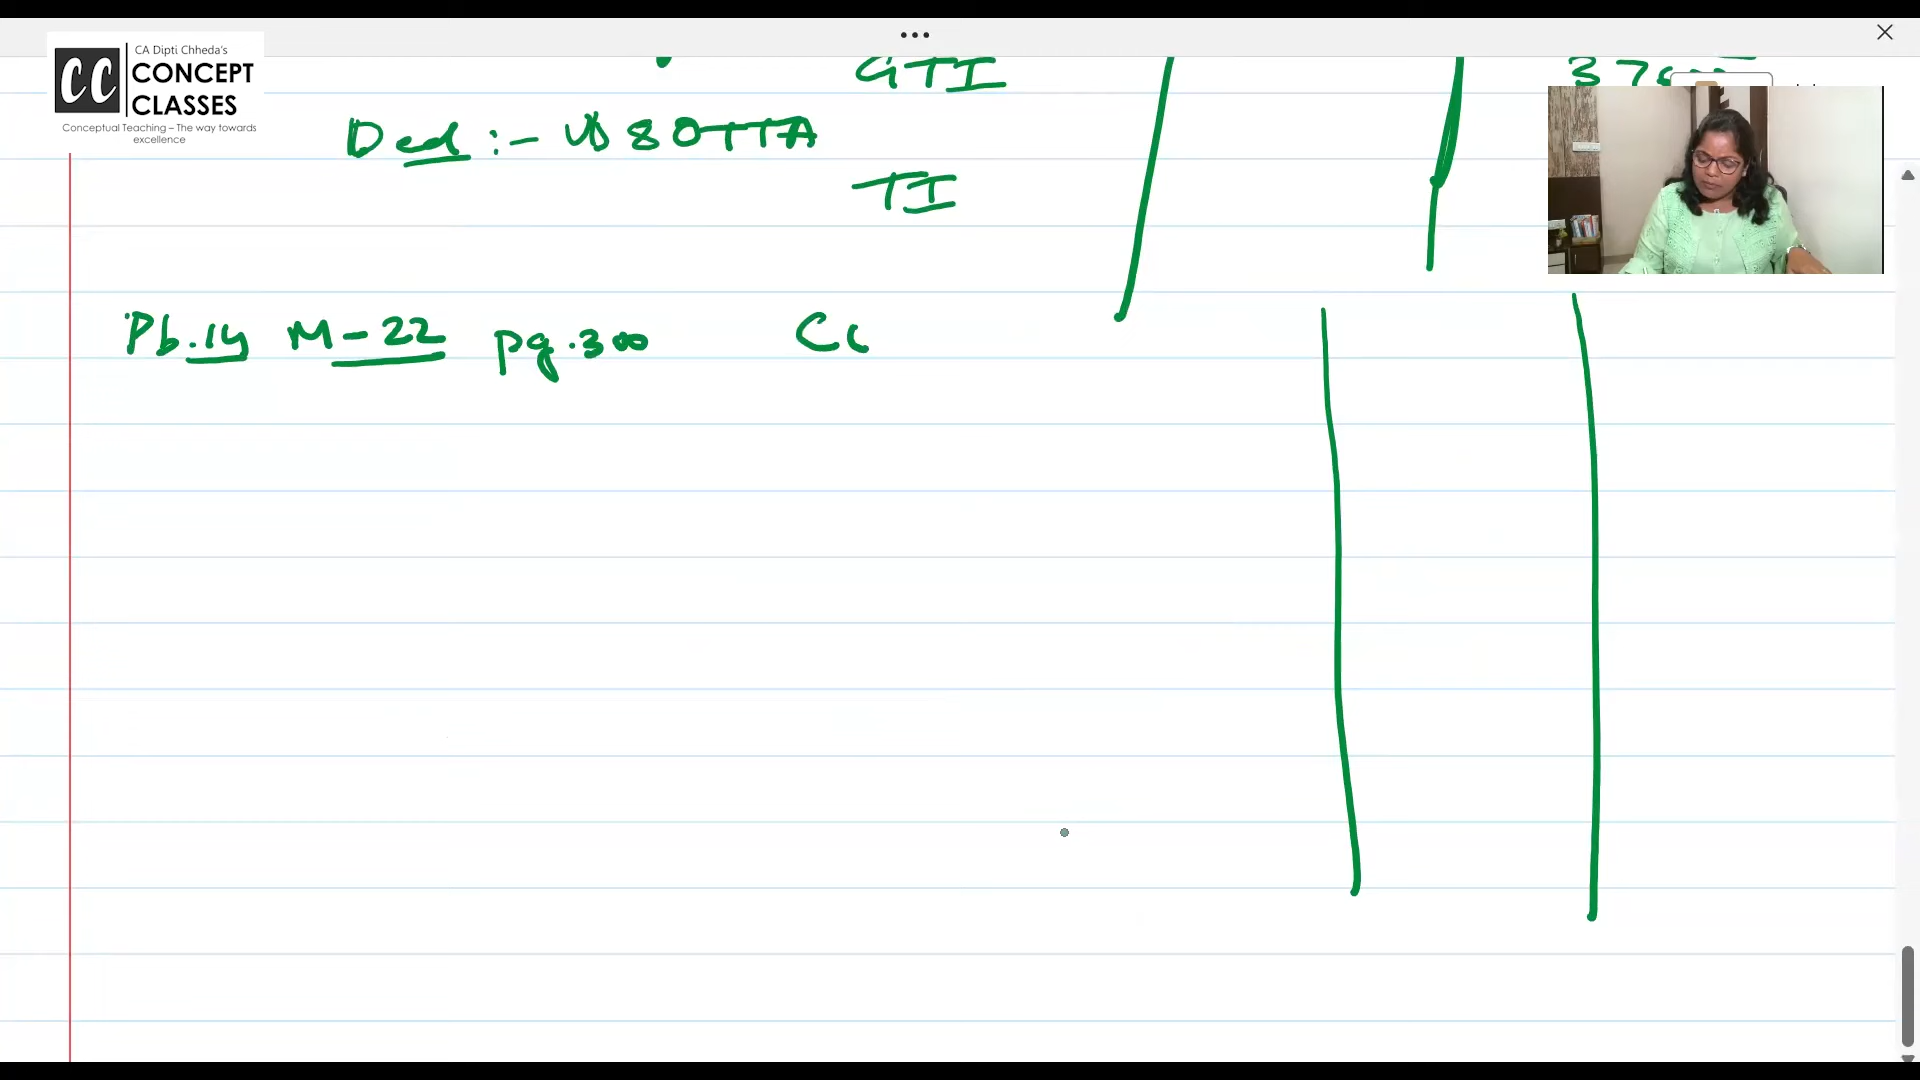 CC
CA Dipti Chheda's
CONCEPT
CLASSES
Conceptual Teaching – The way towards
excellence
GTI
Ded :- U/S 80TTA
TI
Pb.14 M-22 pg.300